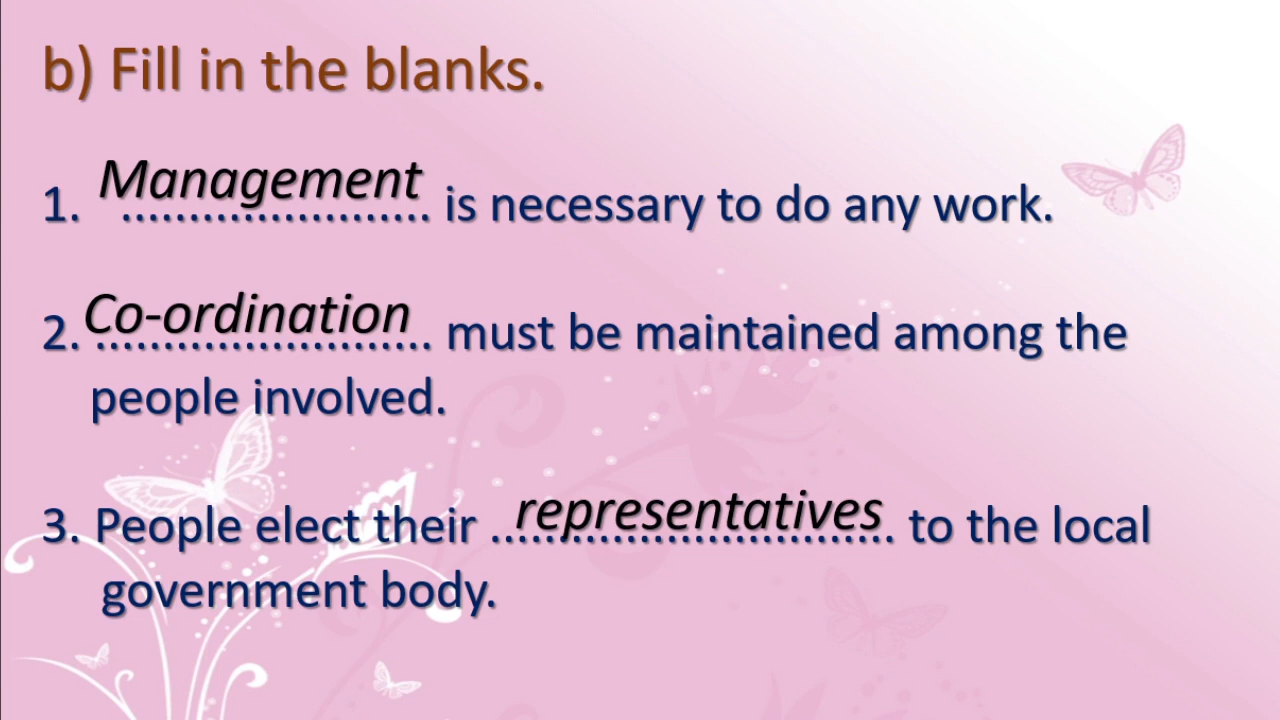 b) Fill in the blanks.
1. Management ....................... is necessary to do any work.
2. Co-ordination ......................... must be maintained among the
people involved.
3. People elect their representatives .............................. to the local
government body.